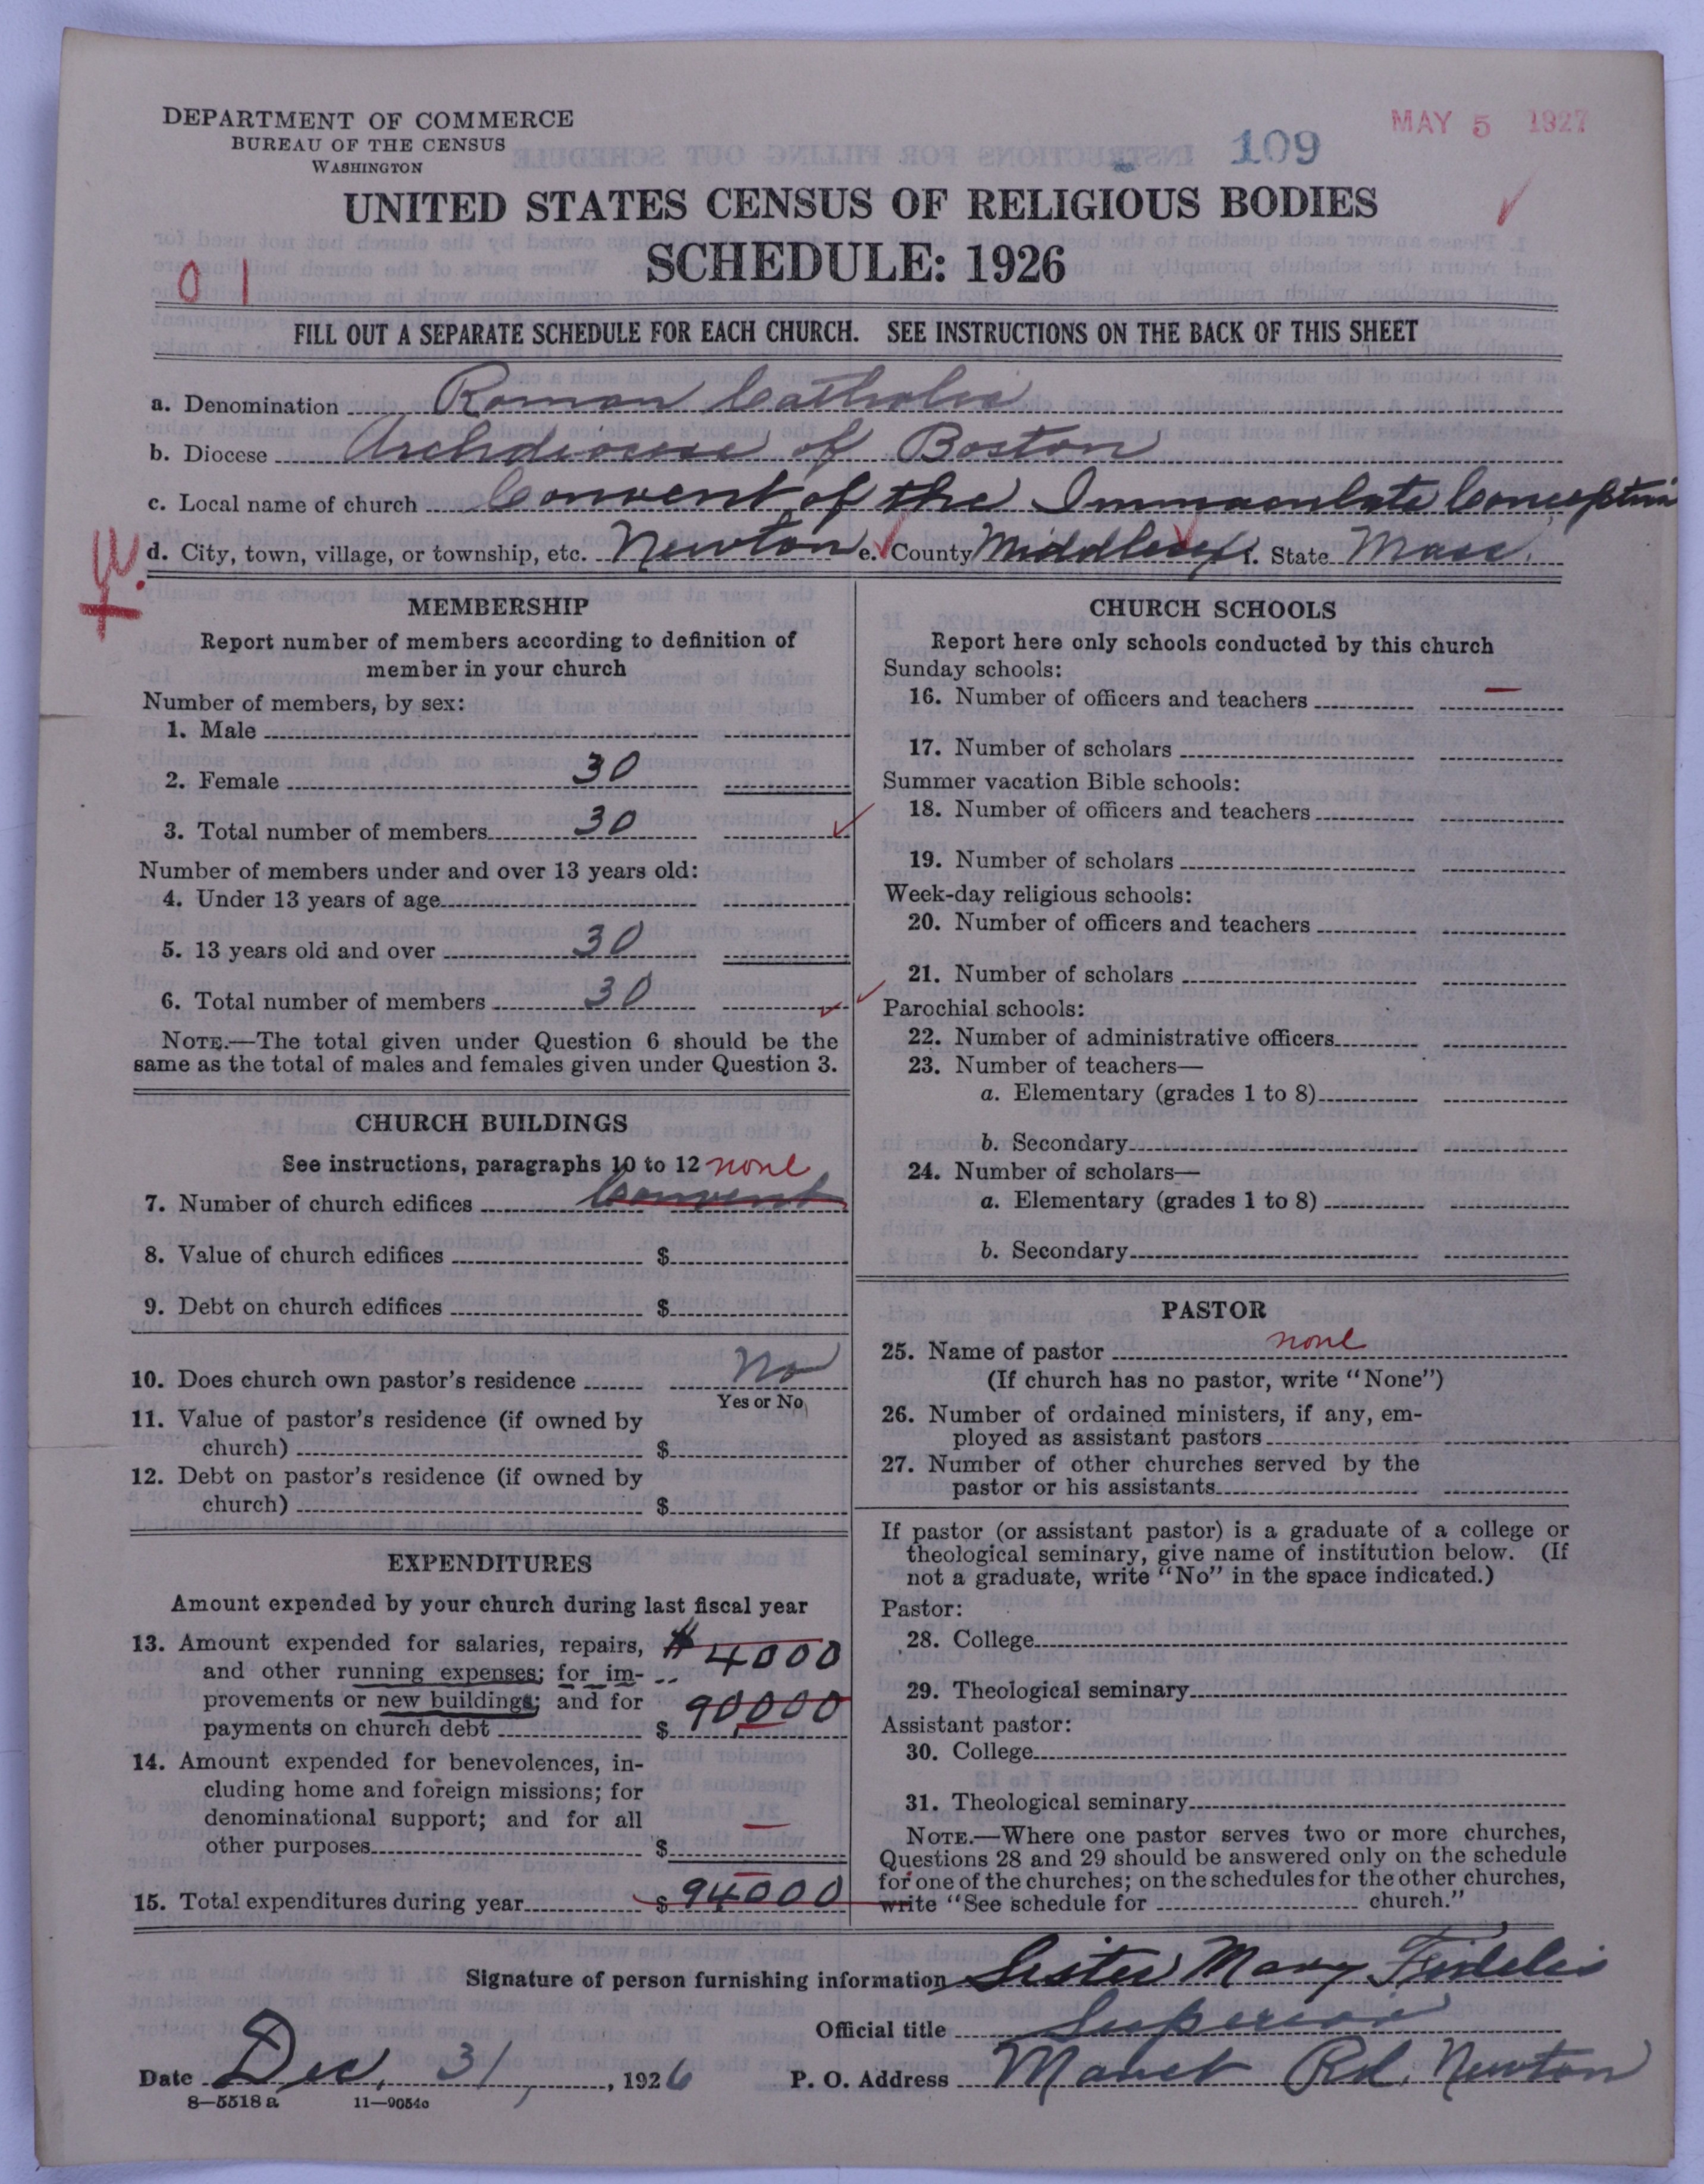 DEPARTMENT OF COMMERCE
BUREAU OF THE CENSUS
WASHINGTON
109
MAY 5 1927
UNITED STATES CENSUS OF RELIGIOUS BODIES
SCHEDULE: 1926
0 1
FILL OUT A SEPARATE SCHEDULE FOR EACH CHURCH. SEE INSTRUCTIONS ON THE BACK OF THIS SHEET
a. Denomination Roman Catholic
b. Diocese Archdiocese of Boston
c. Local name of church Convent of the Immaculate Conception
d. City, town, village, or township, etc. Newton e. County Middlesex f. State Mass.
MEMBERSHIP
Report number of members according to definition of
member in your church
Number of members, by sex:
1. Male
2. Female 30
3. Total number of members 30
Number of members under and over 13 years old:
4. Under 13 years of age
5. 13 years old and over 30
6. Total number of members 30
NOTE.—The total given under Question 6 should be the
same as the total of males and females given under Question 3.
CHURCH BUILDINGS
See instructions, paragraphs 10 to 12 none
7. Number of church edifices Convent
8. Value of church edifices $
9. Debt on church edifices $
10. Does church own pastor's residence No
Yes or No
11. Value of pastor's residence (if owned by
church) $
12. Debt on pastor's residence (if owned by
church) $
EXPENDITURES
Amount expended by your church during last fiscal year
13. Amount expended for salaries, repairs, $ 4000
and other running expenses; for im-
provements or new buildings; and for 90,000
payments on church debt $
14. Amount expended for benevolences, in-
cluding home and foreign missions; for
denominational support; and for all
other purposes $
15. Total expenditures during year $ 94000
CHURCH SCHOOLS
Report here only schools conducted by this church
Sunday schools:
16. Number of officers and teachers —
17. Number of scholars
Summer vacation Bible schools:
18. Number of officers and teachers
19. Number of scholars
Week-day religious schools:
20. Number of officers and teachers
21. Number of scholars
Parochial schools:
22. Number of administrative officers
23. Number of teachers—
a. Elementary (grades 1 to 8)
b. Secondary
24. Number of scholars—
a. Elementary (grades 1 to 8)
b. Secondary
PASTOR
25. Name of pastor none
(If church has no pastor, write "None")
26. Number of ordained ministers, if any, em-
ployed as assistant pastors
27. Number of other churches served by the
pastor or his assistants
If pastor (or assistant pastor) is a graduate of a college or
theological seminary, give name of institution below. (If
not a graduate, write "No" in the space indicated.)
Pastor:
28. College
29. Theological seminary
Assistant pastor:
30. College
31. Theological seminary
NOTE.—Where one pastor serves two or more churches,
Questions 28 and 29 should be answered only on the schedule
for one of the churches; on the schedules for the other churches,
write "See schedule for church."
Signature of person furnishing information Sister Mary Fidelis
Official title Superior
Date Dec. 31, 1926 P. O. Address Manet Rd. Newton
8—5518 a 11—9054c